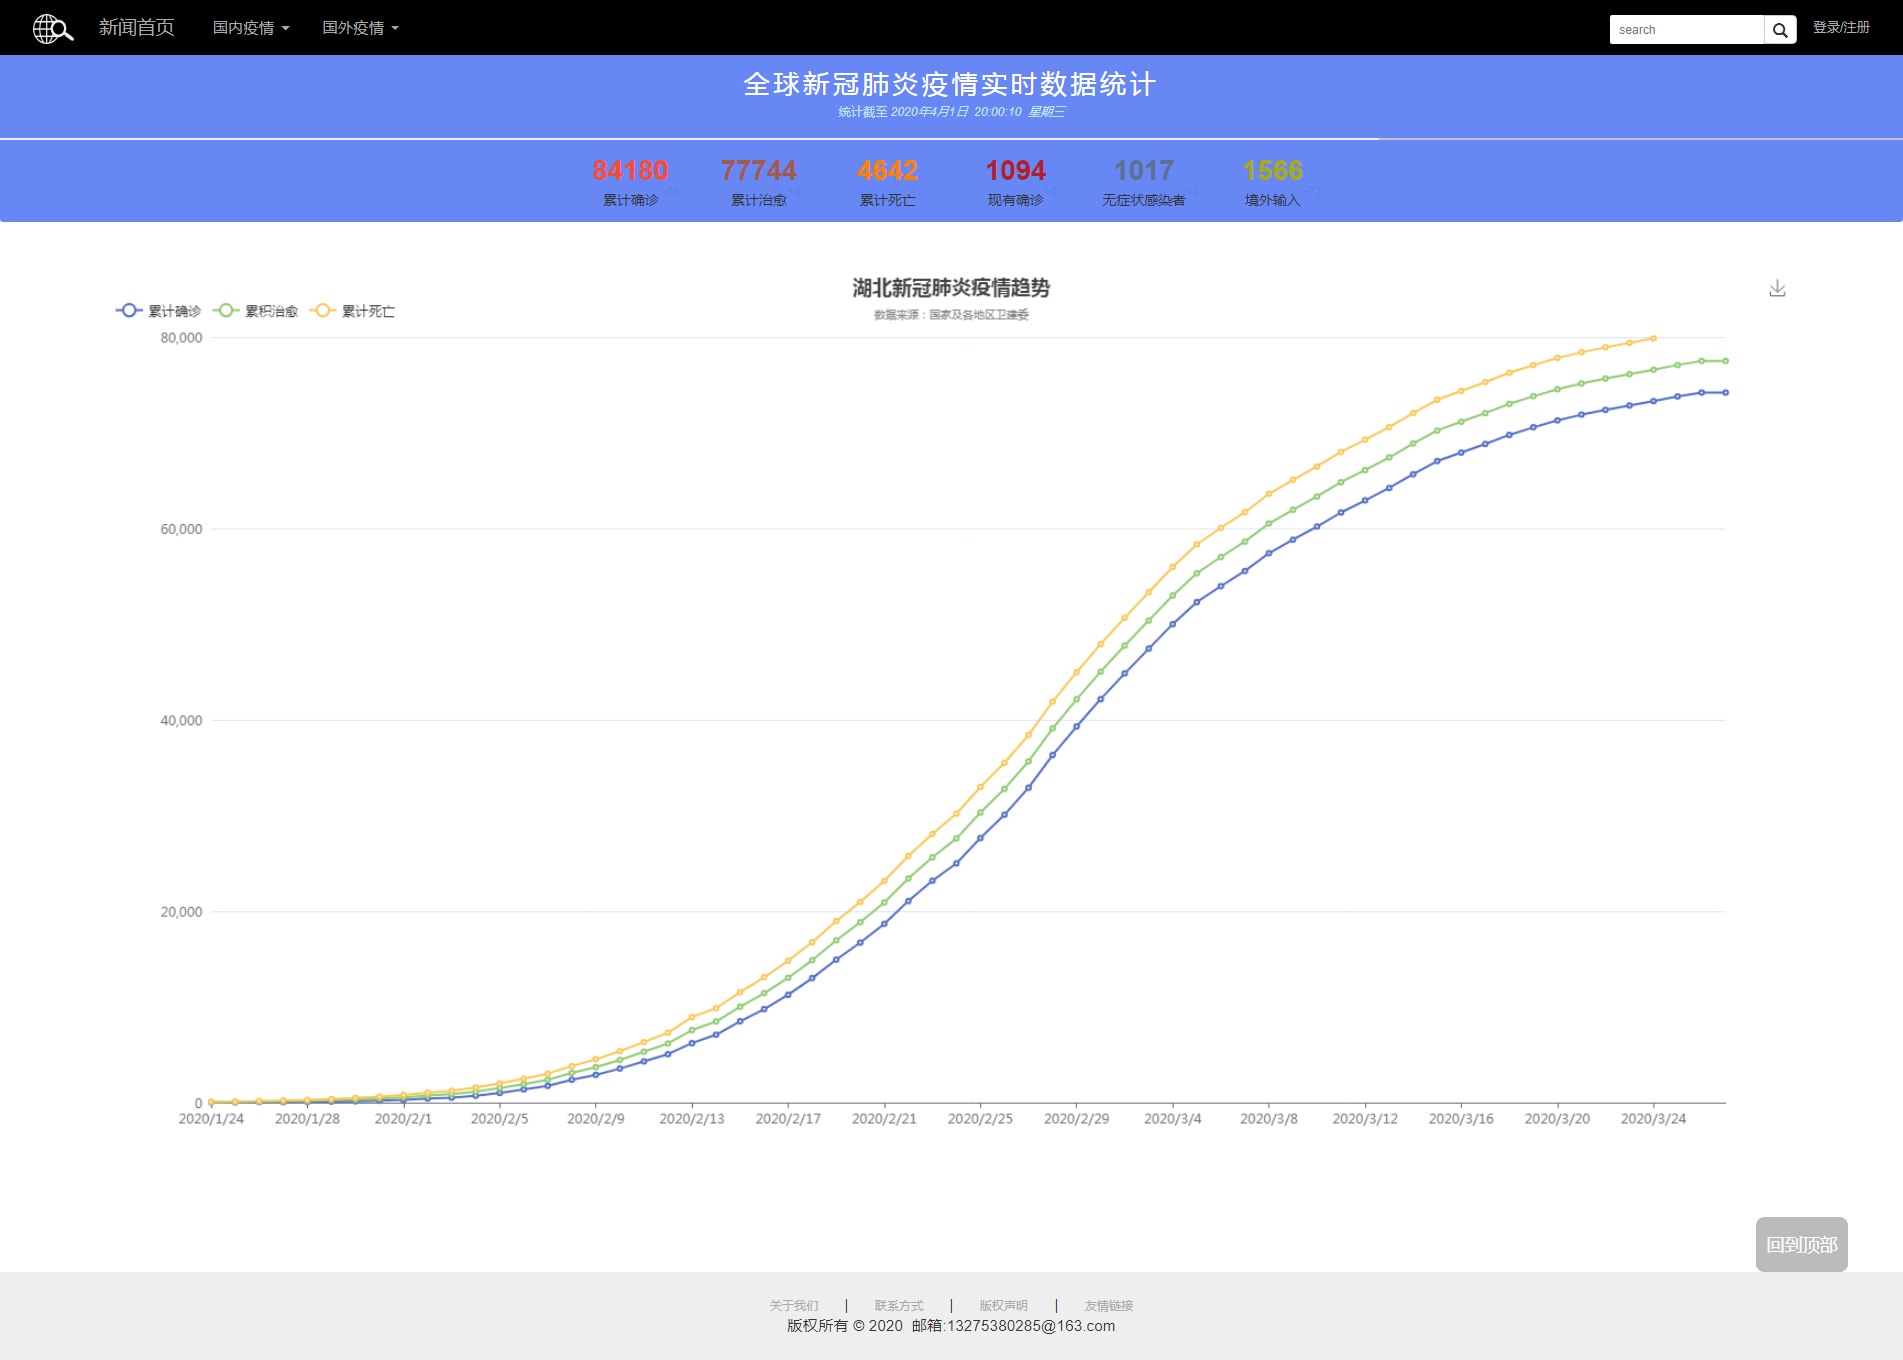 新闻首页 国内疫情 国外疫情 search 登录/注册
全球新冠肺炎疫情实时数据统计
统计截至 2020年4月1日 20:00:10 星期三
84180 77744 4642 1094 1017 1566
累计确诊 累计治愈 累计死亡 现有确诊 无症状感染者 境外输入
湖北新冠肺炎疫情趋势
数据来源：国家及各地区卫建委
累计确诊 累积治愈 累计死亡
80,000
60,000
40,000
20,000
0
2020/1/24 2020/1/28 2020/2/1 2020/2/5 2020/2/9 2020/2/13 2020/2/17 2020/2/21 2020/2/25 2020/2/29 2020/3/4 2020/3/8 2020/3/12 2020/3/16 2020/3/20 2020/3/24
回到顶部
关于我们 | 联系方式 | 版权声明 | 友情链接
版权所有 © 2020 邮箱:13275380285@163.com